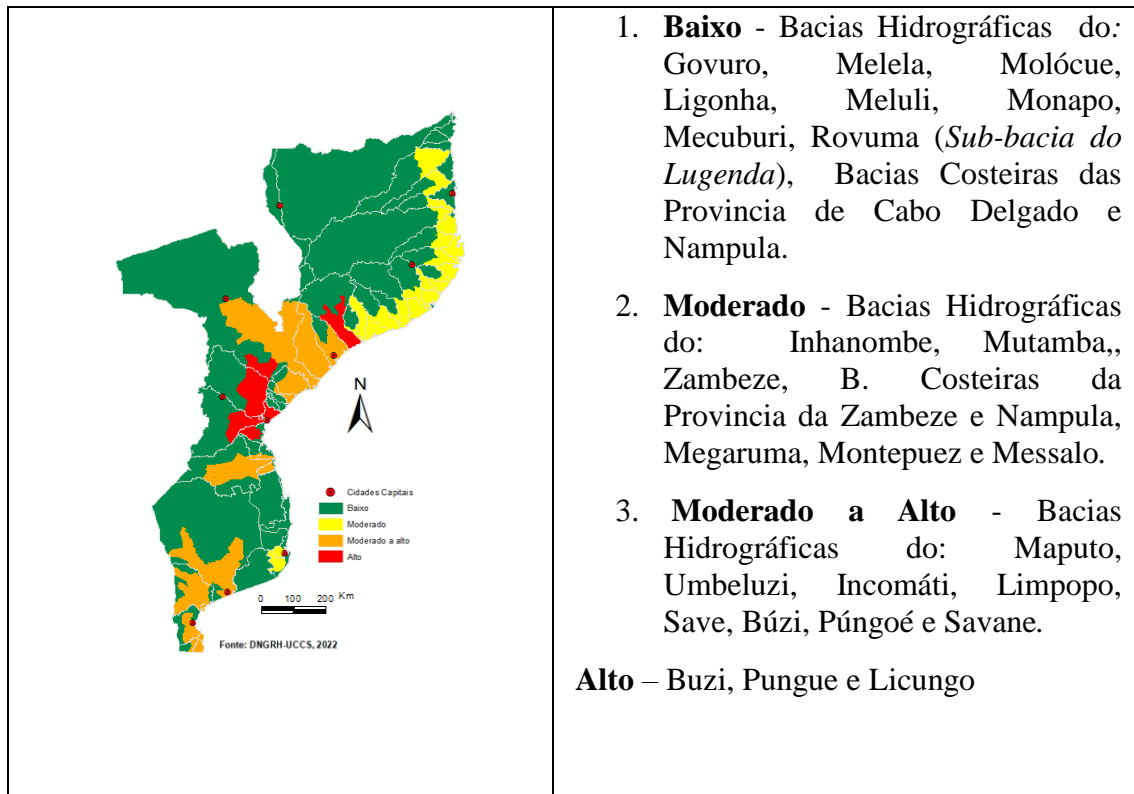 N
Cidades Capitais
Baixo
Moderado
Moderado a alto
Alto
0 100 200 Km
Fonte: DNGRH-UCCS, 2022
1. Baixo - Bacias Hidrográficas do:
Govuro, Melela, Molócue,
Ligonha, Meluli, Monapo,
Mecuburi, Rovuma (Sub-bacia do
Lugenda), Bacias Costeiras das
Provincia de Cabo Delgado e
Nampula.
2. Moderado - Bacias Hidrográficas
do: Inhanombe, Mutamba,,
Zambeze, B. Costeiras da
Provincia da Zambeze e Nampula,
Megaruma, Montepuez e Messalo.
3. Moderado a Alto - Bacias
Hidrográficas do: Maputo,
Umbeluzi, Incomáti, Limpopo,
Save, Búzi, Púngoé e Savane.
Alto – Buzi, Pungue e Licungo